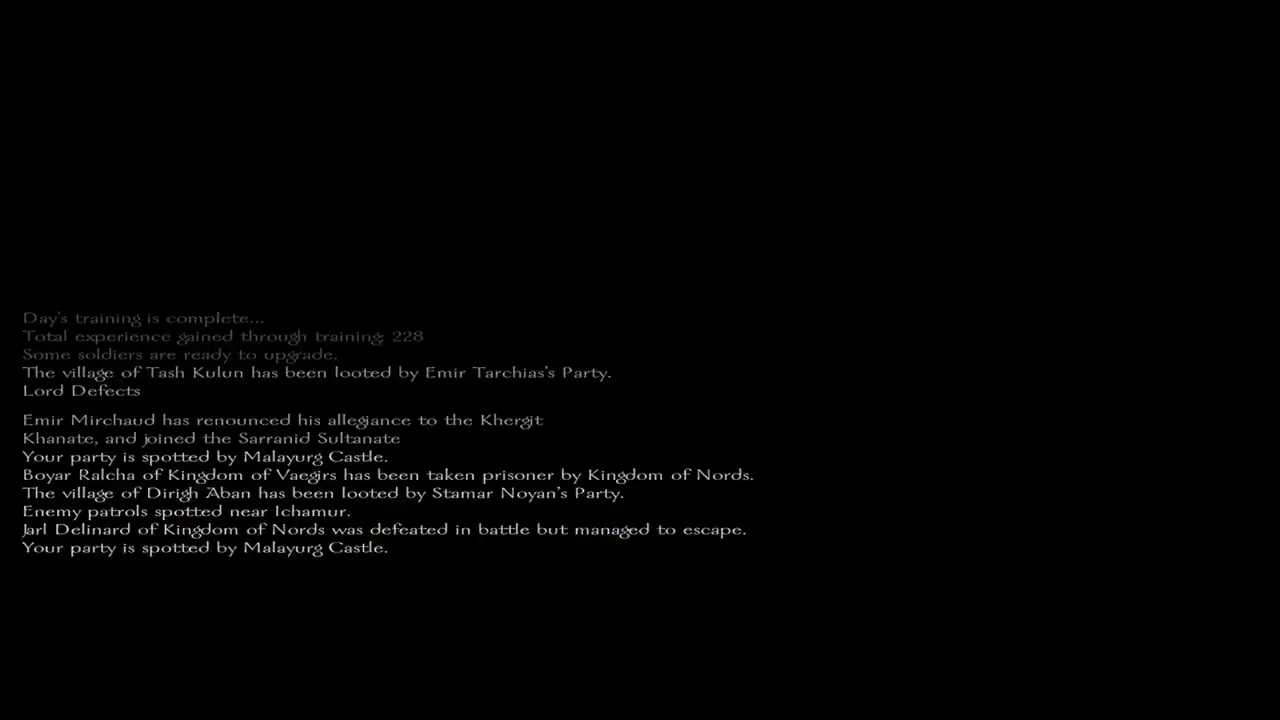 Day's training is complete...
Total experience gained through training: 228
Some soldiers are ready to upgrade.
The village of Tash Kulun has been looted by Emir Tarchias's Party.
Lord Defects
Emir Mirchaud has renounced his allegiance to the Khergit
Khanate, and joined the Sarranid Sultanate
Your party is spotted by Malayurg Castle.
Boyar Ralcha of Kingdom of Vaegirs has been taken prisoner by Kingdom of Nords.
The village of Dirigh Aban has been looted by Stamar Noyan's Party.
Enemy patrols spotted near Ichamur.
Jarl Delinard of Kingdom of Nords was defeated in battle but managed to escape.
Your party is spotted by Malayurg Castle.